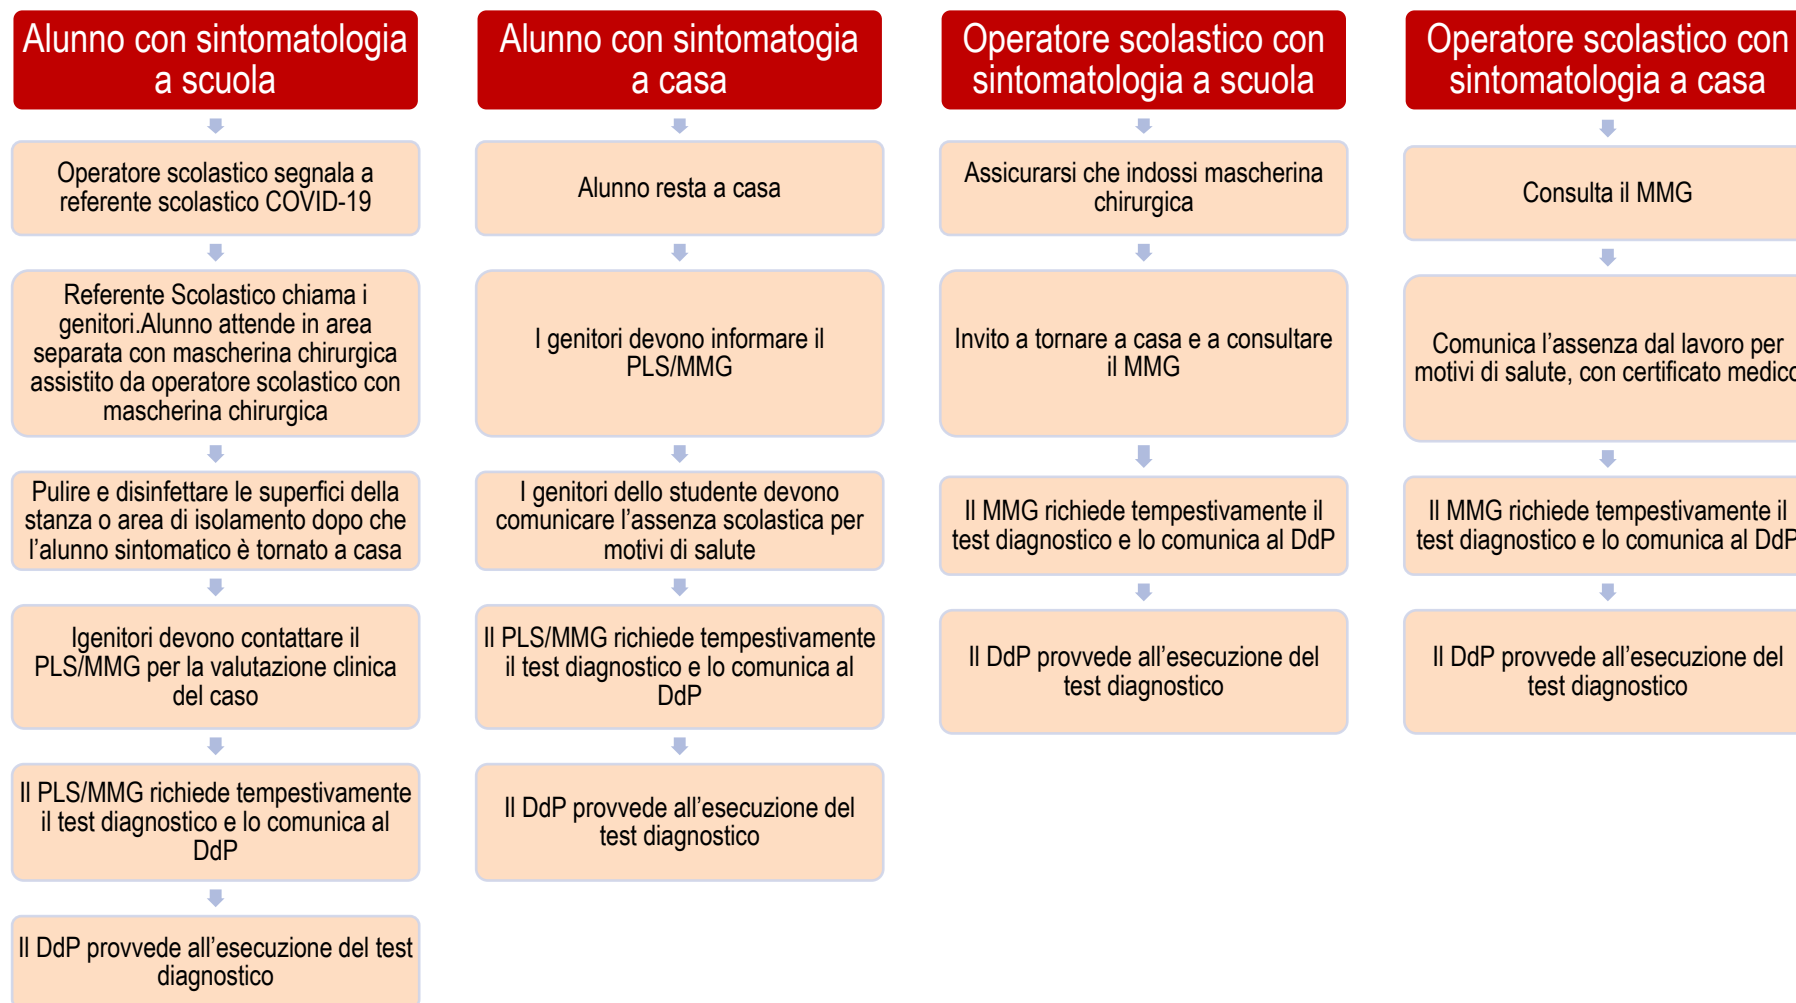 Alunno con sintomatologia
a scuola
Operatore scolastico segnala a
referente scolastico COVID-19
Referente Scolastico chiama i
genitori.Alunno attende in area
separata con mascherina chirurgica
assistito da operatore scolastico con
mascherina chirurgica
Pulire e disinfettare le superfici della
stanza o area di isolamento dopo che
l’alunno sintomatico è tornato a casa
Igenitori devono contattare il
PLS/MMG per la valutazione clinica
del caso
Il PLS/MMG richiede tempestivamente
il test diagnostico e lo comunica al
DdP
Il DdP provvede all’esecuzione del test
diagnostico
Alunno con sintomatogia
a casa
Alunno resta a casa
I genitori devono informare il
PLS/MMG
I genitori dello studente devono
comunicare l’assenza scolastica per
motivi di salute
Il PLS/MMG richiede tempestivamente
il test diagnostico e lo comunica al
DdP
Il DdP provvede all’esecuzione del
test diagnostico
Operatore scolastico con
sintomatologia a scuola
Assicurarsi che indossi mascherina
chirurgica
Invito a tornare a casa e a consultare
il MMG
Il MMG richiede tempestivamente il
test diagnostico e lo comunica al DdP
Il DdP provvede all’esecuzione del
test diagnostico
Operatore scolastico con
sintomatologia a casa
Consulta il MMG
Comunica l’assenza dal lavoro per
motivi di salute, con certificato medico
Il MMG richiede tempestivamente il
test diagnostico e lo comunica al DdP
Il DdP provvede all’esecuzione del
test diagnostico